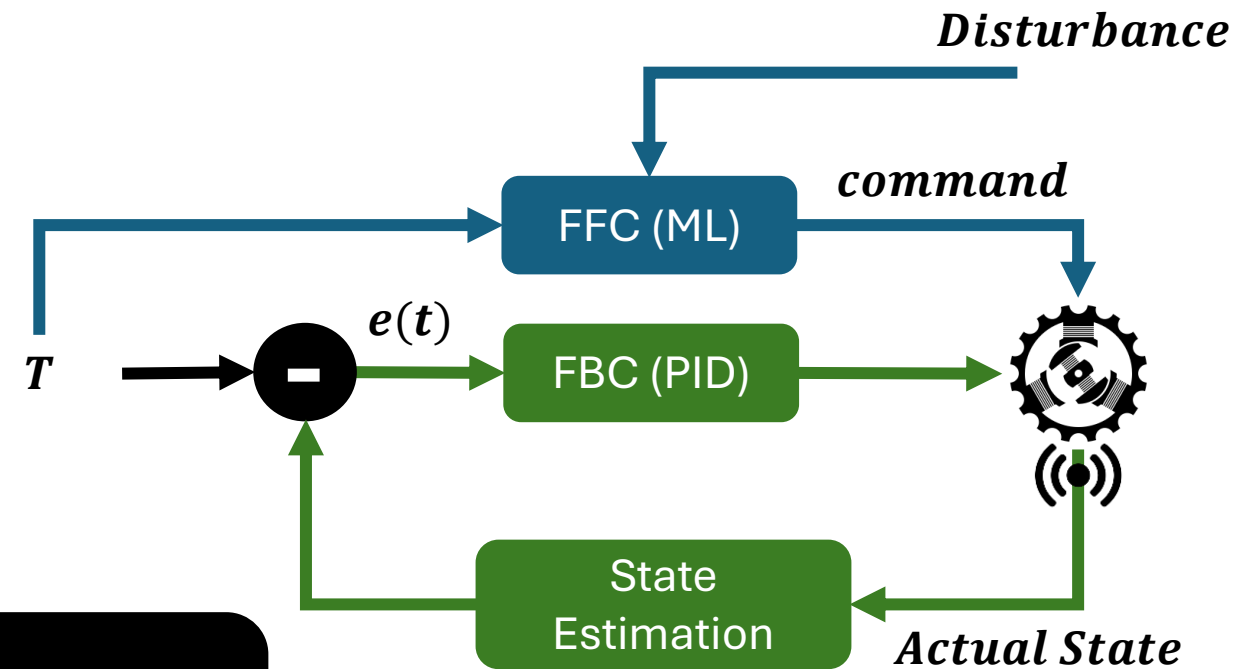 Disturbance
command
FFC (ML)
e(t)
T
-
FBC (PID)
State
Estimation
Actual State